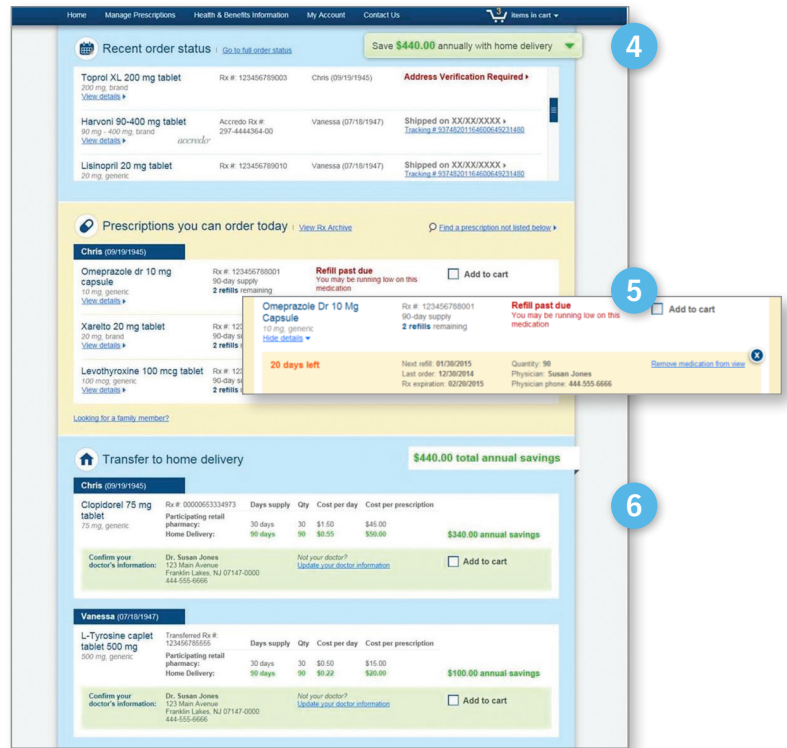 Home Manage Prescriptions Health & Benefits Information My Account Contact Us 3 items in cart
Recent order status Go to full order status
Save $440.00 annually with home delivery
4
Toprol XL 200 mg tablet Rx #: 123456789003 Chris (09/19/1945) Address Verification Required
200 mg, brand
View details
Harvoni 90-400 mg tablet Accredo Rx #: Vanessa (07/18/1947) Shipped on XX/XX/XXXX
90 mg - 400 mg, brand 297-4444364-00 Tracking # 93748201164600649231480
View details accredo
Lisinopril 20 mg tablet Rx #: 123456789010 Vanessa (07/18/1947) Shipped on XX/XX/XXXX
20 mg, generic Tracking # 93748201164600649231480
Prescriptions you can order today View Rx Archive Find a prescription not listed below
Chris (09/19/1945)
Omeprazole dr 10 mg Rx #: 123456788001 Refill past due Add to cart
capsule 90-day supply You may be running low on this
10 mg, generic 2 refills remaining medication
View details
5
Xarelto 20 mg tablet Rx #:
20 mg, brand 90-day
View details 2 refills
Levothyroxine 100 mcg tablet Rx #:
100 mcg, generic 90-day
View details 2 refills
Looking for a family member?
Omeprazole Dr 10 Mg Rx #: 123456788001 Refill past due Add to cart
Capsule 90-day supply You may be running low on this
10 mg, generic 2 refills remaining medication
Hide details
X
20 days left Next refill: 01/30/2015 Quantity: 90 Remove medication from view
Last order: 12/30/2014 Physician: Susan Jones
Rx expiration: 02/20/2015 Physician phone: 444.555.6666
Transfer to home delivery $440.00 total annual savings
6
Chris (09/19/1945)
Clopidorel 75 mg Rx #: 00000653334973 Days supply Qty Cost per day Cost per prescription
tablet Participating retail
75 mg, generic pharmacy: 30 days 30 $1.50 $45.00
Home Delivery: 90 days 90 $0.55 $50.00 $340.00 annual savings
Confirm your Dr. Susan Jones Not your doctor? Add to cart
doctor's information: 123 Main Avenue Update your doctor information
Franklin Lakes, NJ 07147-0000
444-555-6666
Vanessa (07/18/1947)
L-Tyrosine caplet Transferred Rx #:
tablet 500 mg 123456785555 Days supply Qty Cost per day Cost per prescription
500 mg, generic Participating retail
pharmacy: 30 days 30 $0.50 $15.00
Home Delivery: 90 days 90 $0.22 $20.00 $100.00 annual savings
Confirm your Dr. Susan Jones Not your doctor? Add to cart
doctor's information: 123 Main Avenue Update your doctor information
Franklin Lakes, NJ 07147-0000
444-555-6666